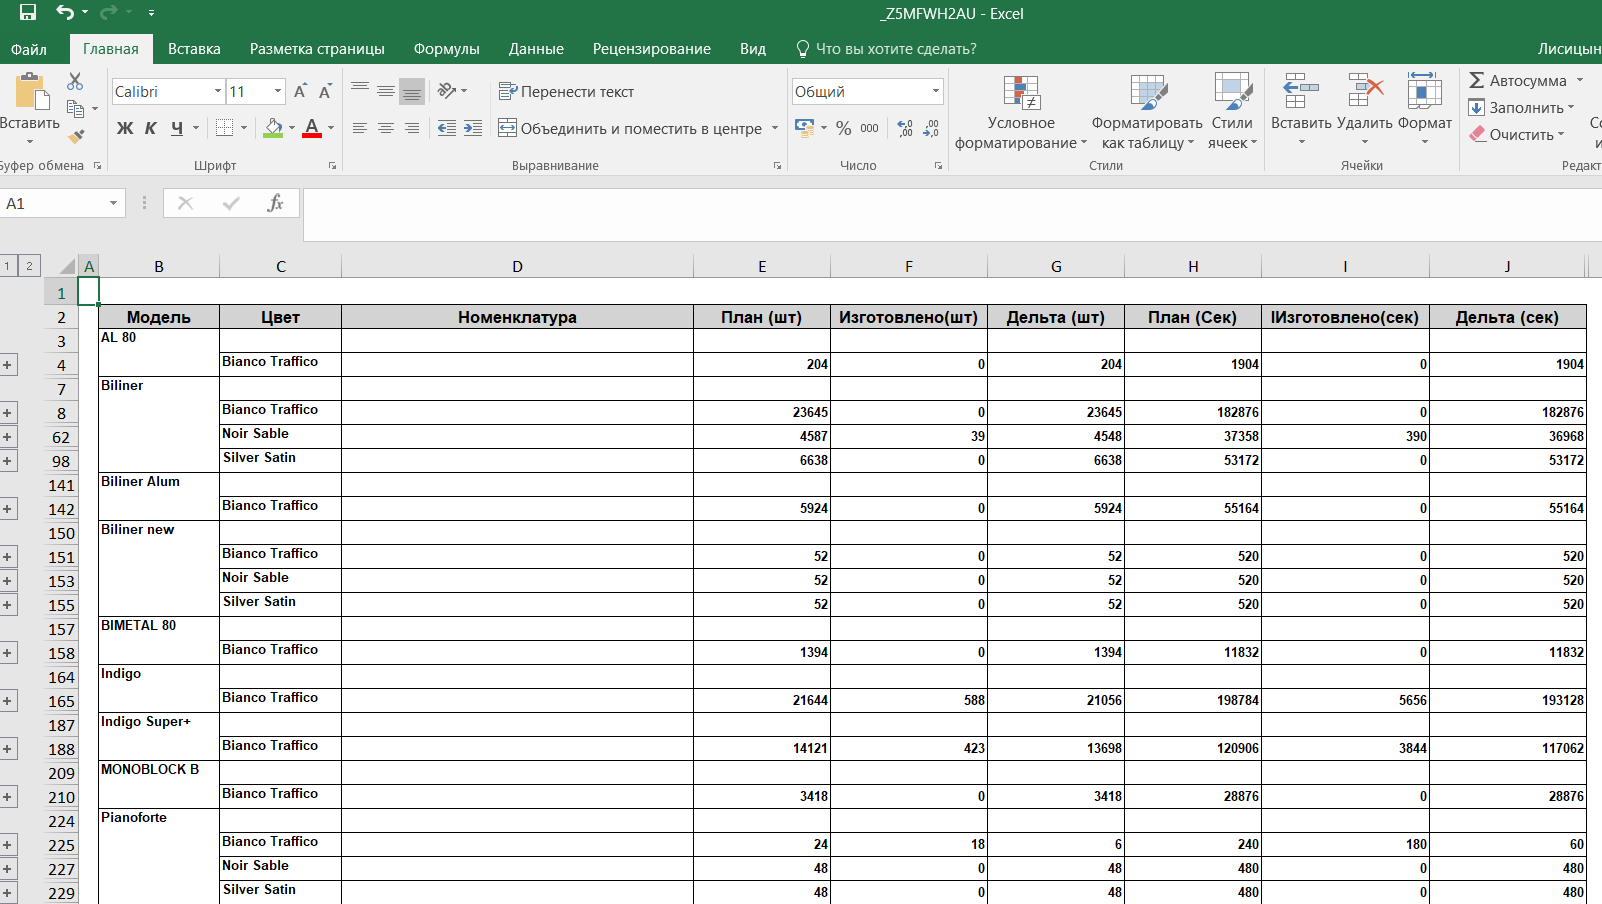 _Z5MFWH2AU - Excel
Файл Главная Вставка Разметка страницы Формулы Данные Рецензирование Вид Что вы хотите сделать? Лисицын
Вставить
Calibri 11
Ж К Ч
Перенести текст
Объединить и поместить в центре
Общий
% 000
Условное форматирование
Форматировать как таблицу
Стили ячеек
Вставить Удалить Формат
Автосумма
Заполнить
Очистить
буфер обмена Шрифт Выравнивание Число Стили Ячейки Редакт
A1 fx
1 2 A B C D E F G H I J
1
2 Модель Цвет Номенклатура План (шт) Изготовлено(шт) Дельта (шт) План (Сек) IИзготовлено(сек) Дельта (сек)
3 AL 80
4 Bianco Traffico 204 0 204 1904 0 1904
7 Biliner
8 Bianco Traffico 23645 0 23645 182876 0 182876
62 Noir Sable 4587 39 4548 37358 390 36968
98 Silver Satin 6638 0 6638 53172 0 53172
141 Biliner Alum
142 Bianco Traffico 5924 0 5924 55164 0 55164
150 Biliner new
151 Bianco Traffico 52 0 52 520 0 520
153 Noir Sable 52 0 52 520 0 520
155 Silver Satin 52 0 52 520 0 520
157 BIMETAL 80
158 Bianco Traffico 1394 0 1394 11832 0 11832
164 Indigo
165 Bianco Traffico 21644 588 21056 198784 5656 193128
187 Indigo Super+
188 Bianco Traffico 14121 423 13698 120906 3844 117062
209 MONOBLOCK B
210 Bianco Traffico 3418 0 3418 28876 0 28876
224 Pianoforte
225 Bianco Traffico 24 18 6 240 180 60
227 Noir Sable 48 0 48 480 0 480
229 Silver Satin 48 0 48 480 0 480